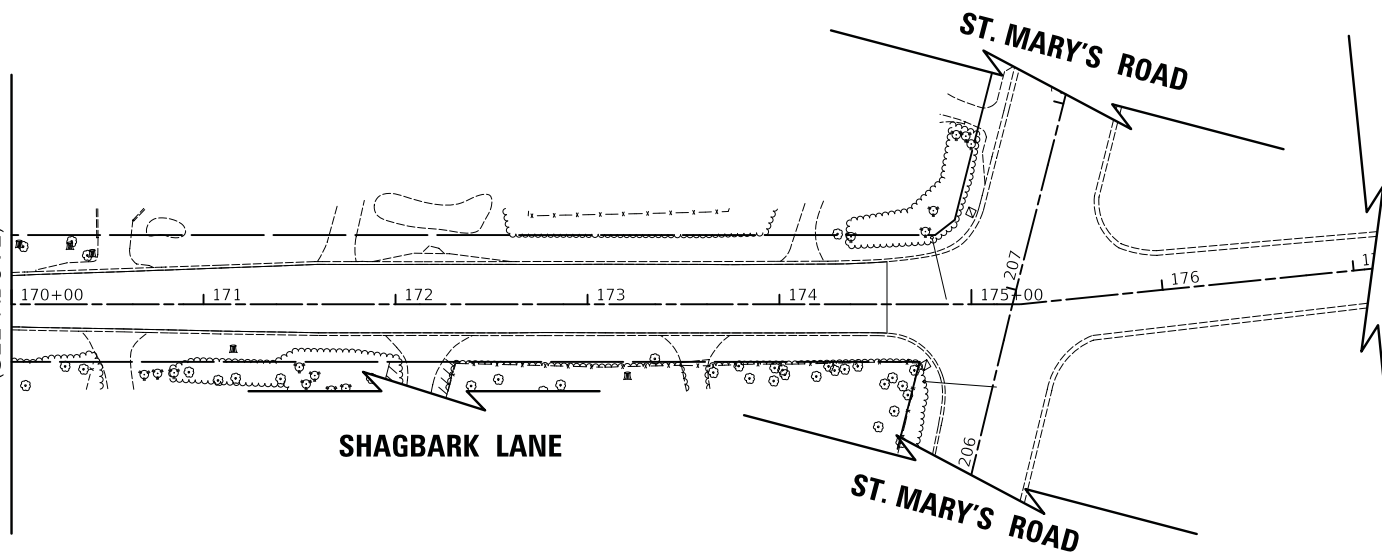 ST. MARY'S ROAD
207
176
170+00 171 172 173 174 175+00
206
SHAGBARK LANE
ST. MARY'S ROAD